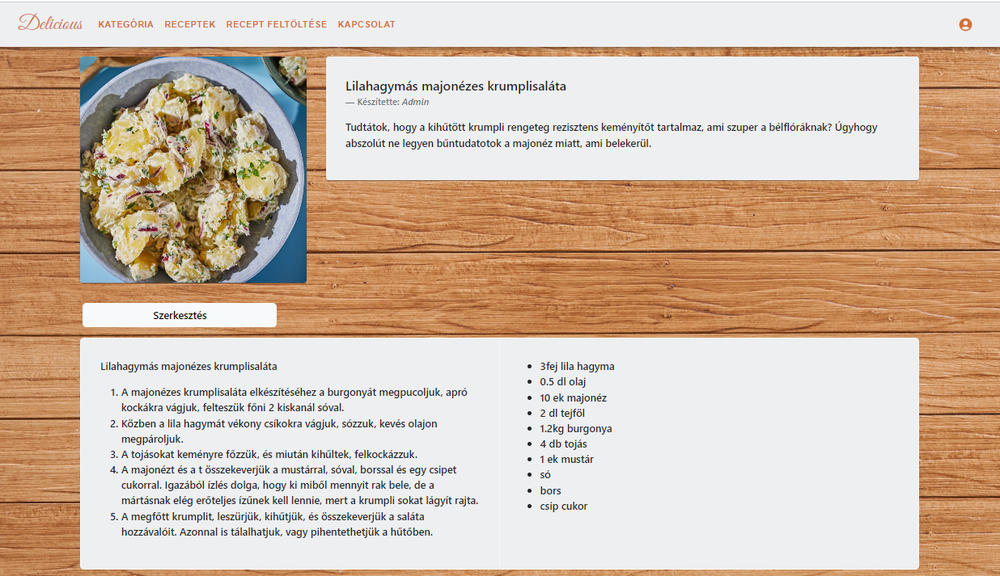 Delicious KATEGÓRIA RECEPTEK RECEPT FELTÖLTÉSE KAPCSOLAT
Lilahagymás majonézes krumplisaláta
— Készítette: Admin
Tudtátok, hogy a kihűtött krumpli rengeteg rezisztens keményítőt tartalmaz, ami szuper a bélflóráknak? Úgyhogy
abszolút ne legyen bűntudatotok a majonéz miatt, ami belekerül.
Szerkesztés
Lilahagymás majonézes krumplisaláta
1. A majonézes krumplisaláta elkészítéséhez a burgonyát megpucoljuk, apró
kockákra vágjuk, felteszük főni 2 kiskanál sóval.
2. Közben a lila hagymát vékony csíkokra vágjuk, sózzuk, kevés olajon
megpároljuk.
3. A tojásokat keményre főzzük, és miután kihűltek, felkockázzuk.
4. A majonézt és a t összekeverjük a mustárral, sóval, borssal és egy csipet
cukorral. Igazából ízlés dolga, hogy ki miből mennyit rak bele, de a
mártásnak elég erőteljes ízűnek kell lennie, mert a krumpli sokat lágyít rajta.
5. A megfőtt krumplit, leszűrjük, kihűtjük, és összekeverjük a saláta
hozzávalóit. Azonnal is tálalhatjuk, vagy pihentethetjük a hűtőben.
• 3fej lila hagyma
• 0.5 dl olaj
• 10 ek majonéz
• 2 dl tejföl
• 1.2kg burgonya
• 4 db tojás
• 1 ek mustár
• só
• bors
• csip cukor